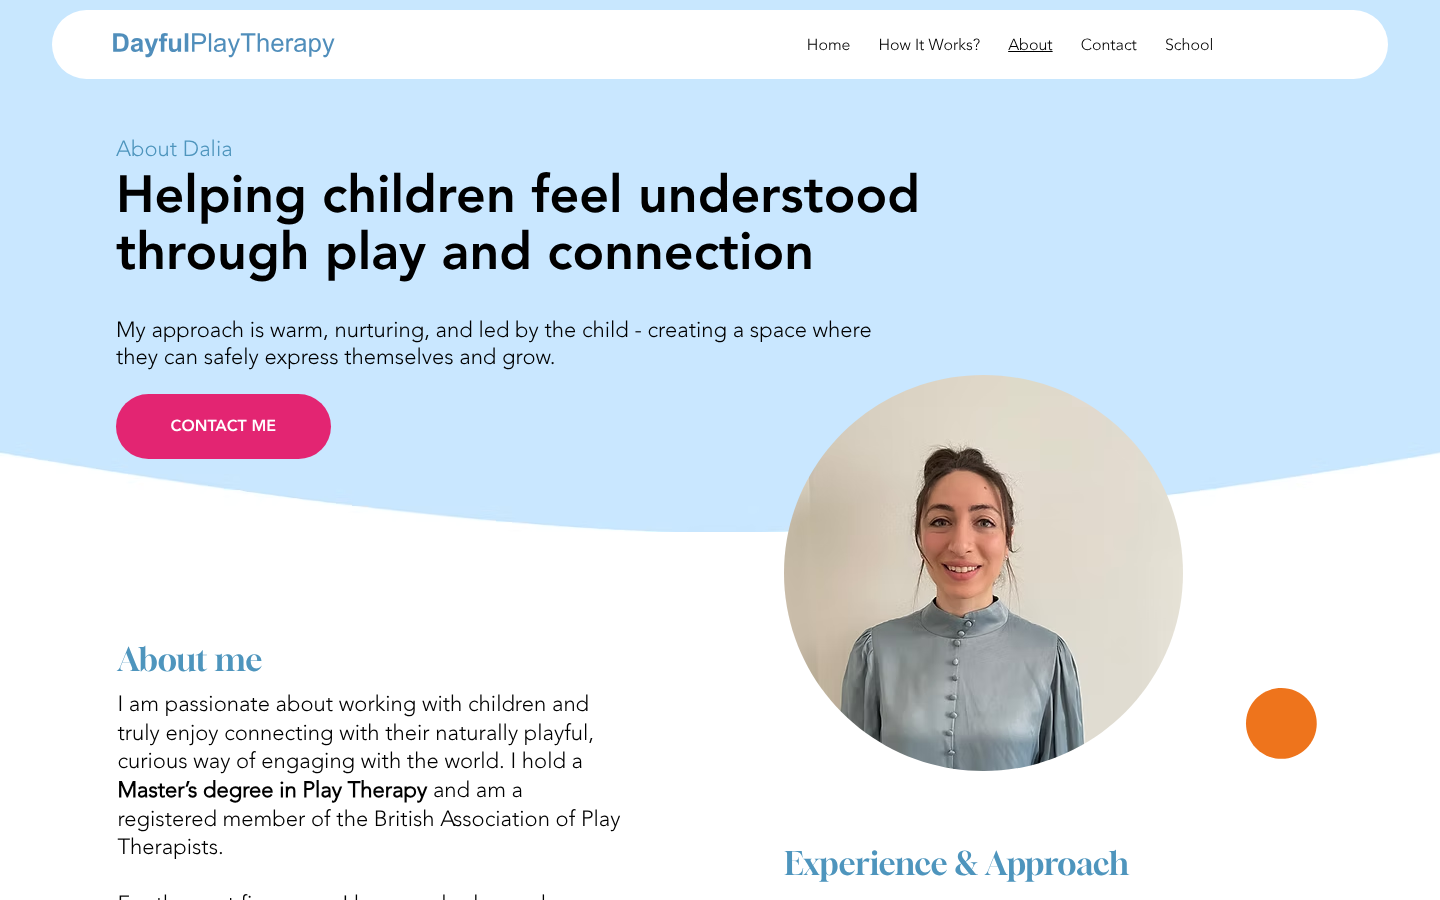 DayfulPlayTherapy
Home How It Works? About Contact School
About Dalia
Helping children feel understood
through play and connection
My approach is warm, nurturing, and led by the child - creating a space where
they can safely express themselves and grow.
CONTACT ME
About me
I am passionate about working with children and
truly enjoy connecting with their naturally playful,
curious way of engaging with the world. I hold a
Master’s degree in Play Therapy and am a
registered member of the British Association of Play
Therapists.
Experience & Approach